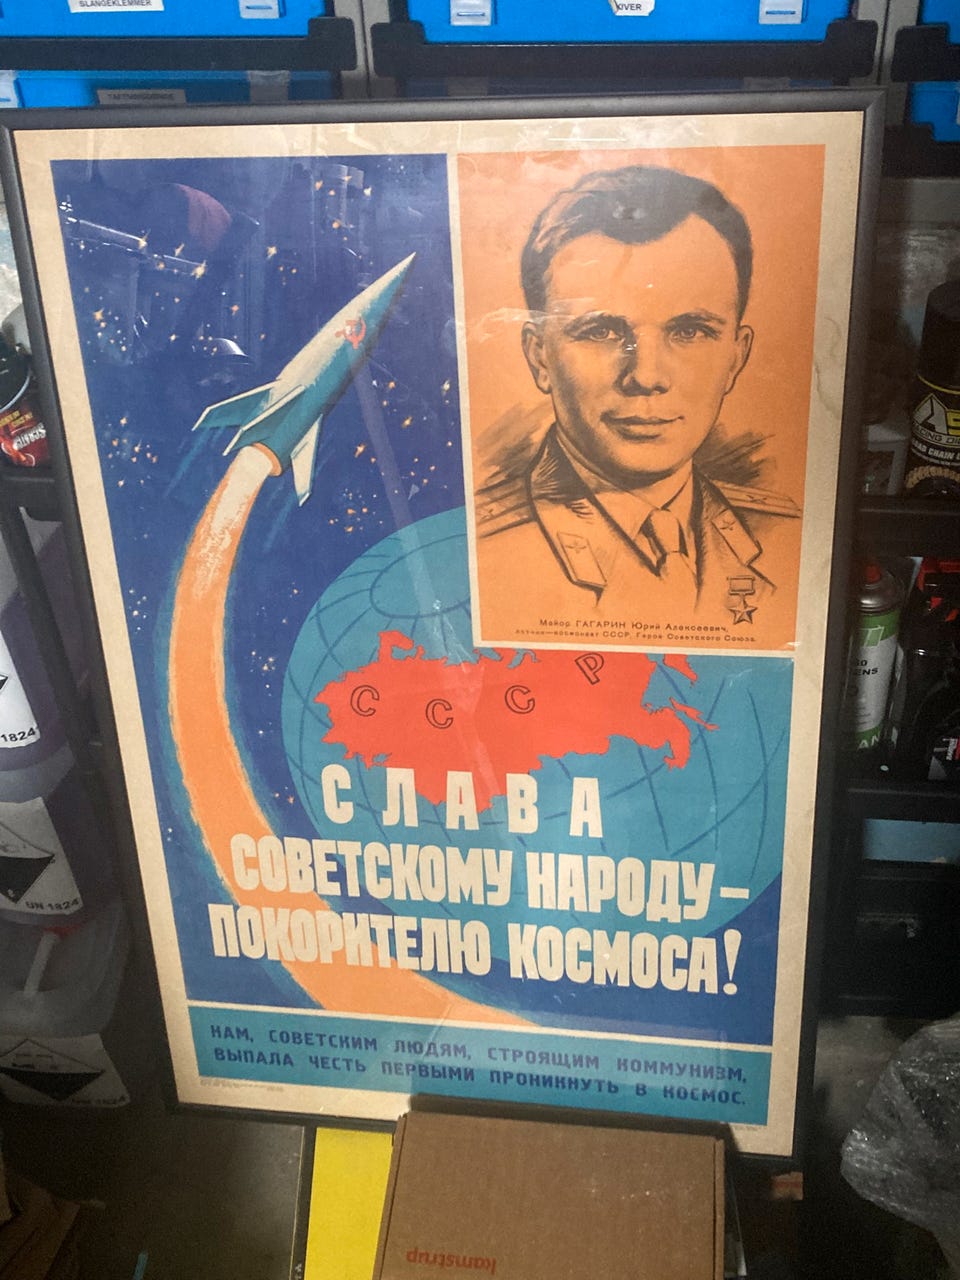 SLANGEKLEMMER
KIVER
С С С Р
Майор ГАГАРИН Юрий Алексеевич,
летчик—космонавт СССР, Герой Советского Союза.
СЛАВА
СОВЕТСКОМУ НАРОДУ–
ПОКОРИТЕЛЮ КОСМОСА!
НАМ, СОВЕТСКИМ ЛЮДЯМ, СТРОЯЩИМ КОММУНИЗМ,
ВЫПАЛА ЧЕСТЬ ПЕРВЫМИ ПРОНИКНУТЬ В КОСМОС.
1824
UN 1824
kamstrup